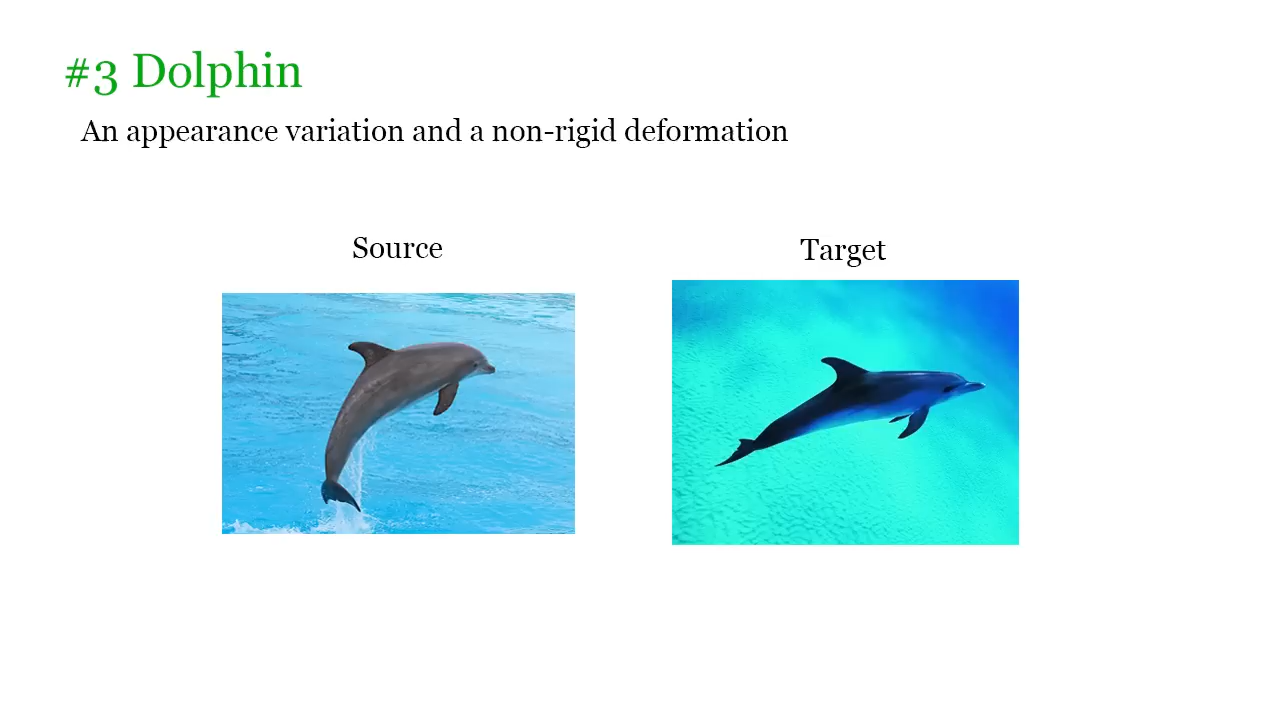 #3 Dolphin
An appearance variation and a non-rigid deformation
Source
Target